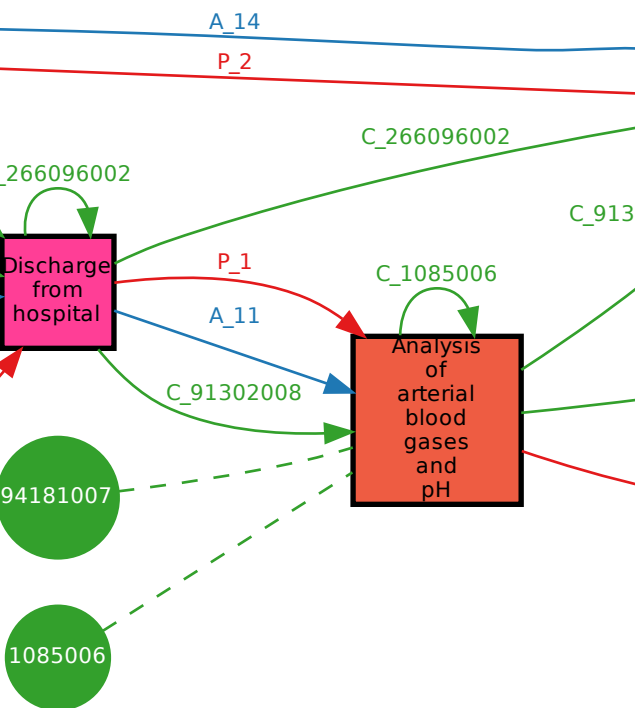 A_14
P_2
C_266096002
_266096002
C_913
Discharge
from
hospital
P_1
C_1085006
A_11
Analysis
of
arterial
blood
gases
and
pH
C_91302008
94181007
1085006